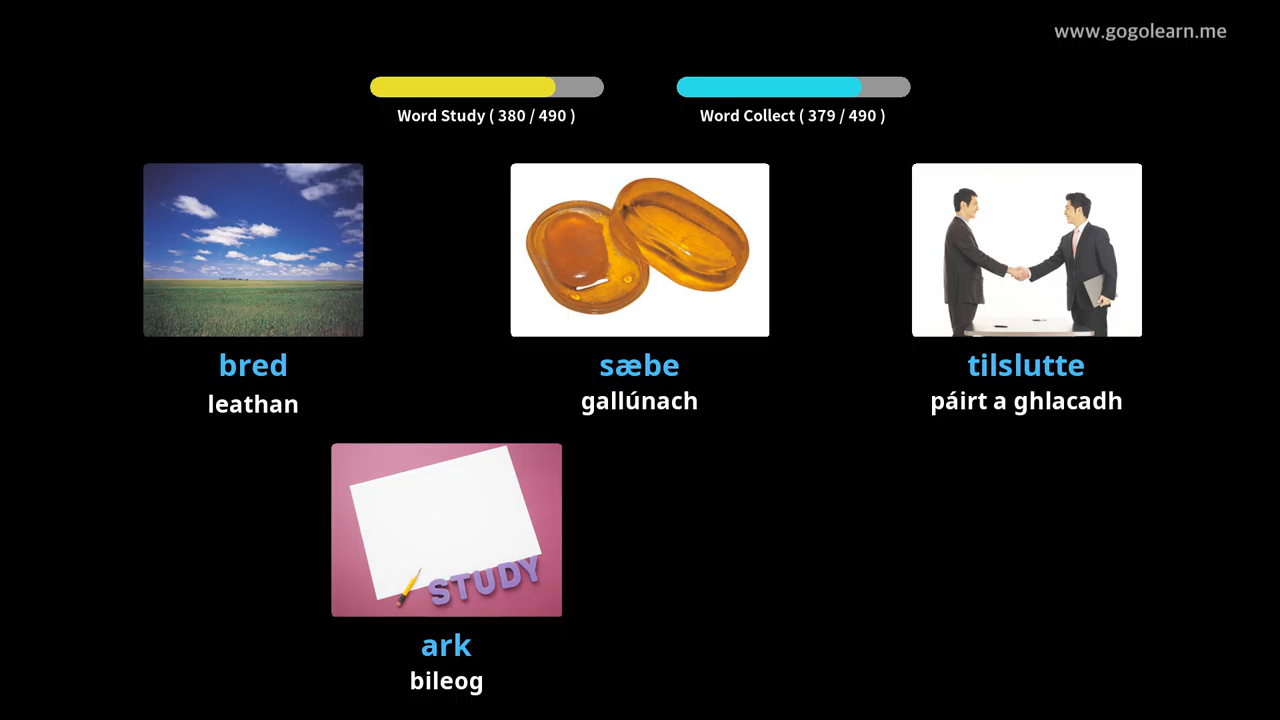 www.gogolearn.me
Word Study ( 380 / 490 )
Word Collect ( 379 / 490 )
bred
leathan
sæbe
gallúnach
tilslutte
páirt a ghlacadh
STUDY
ark
bileog